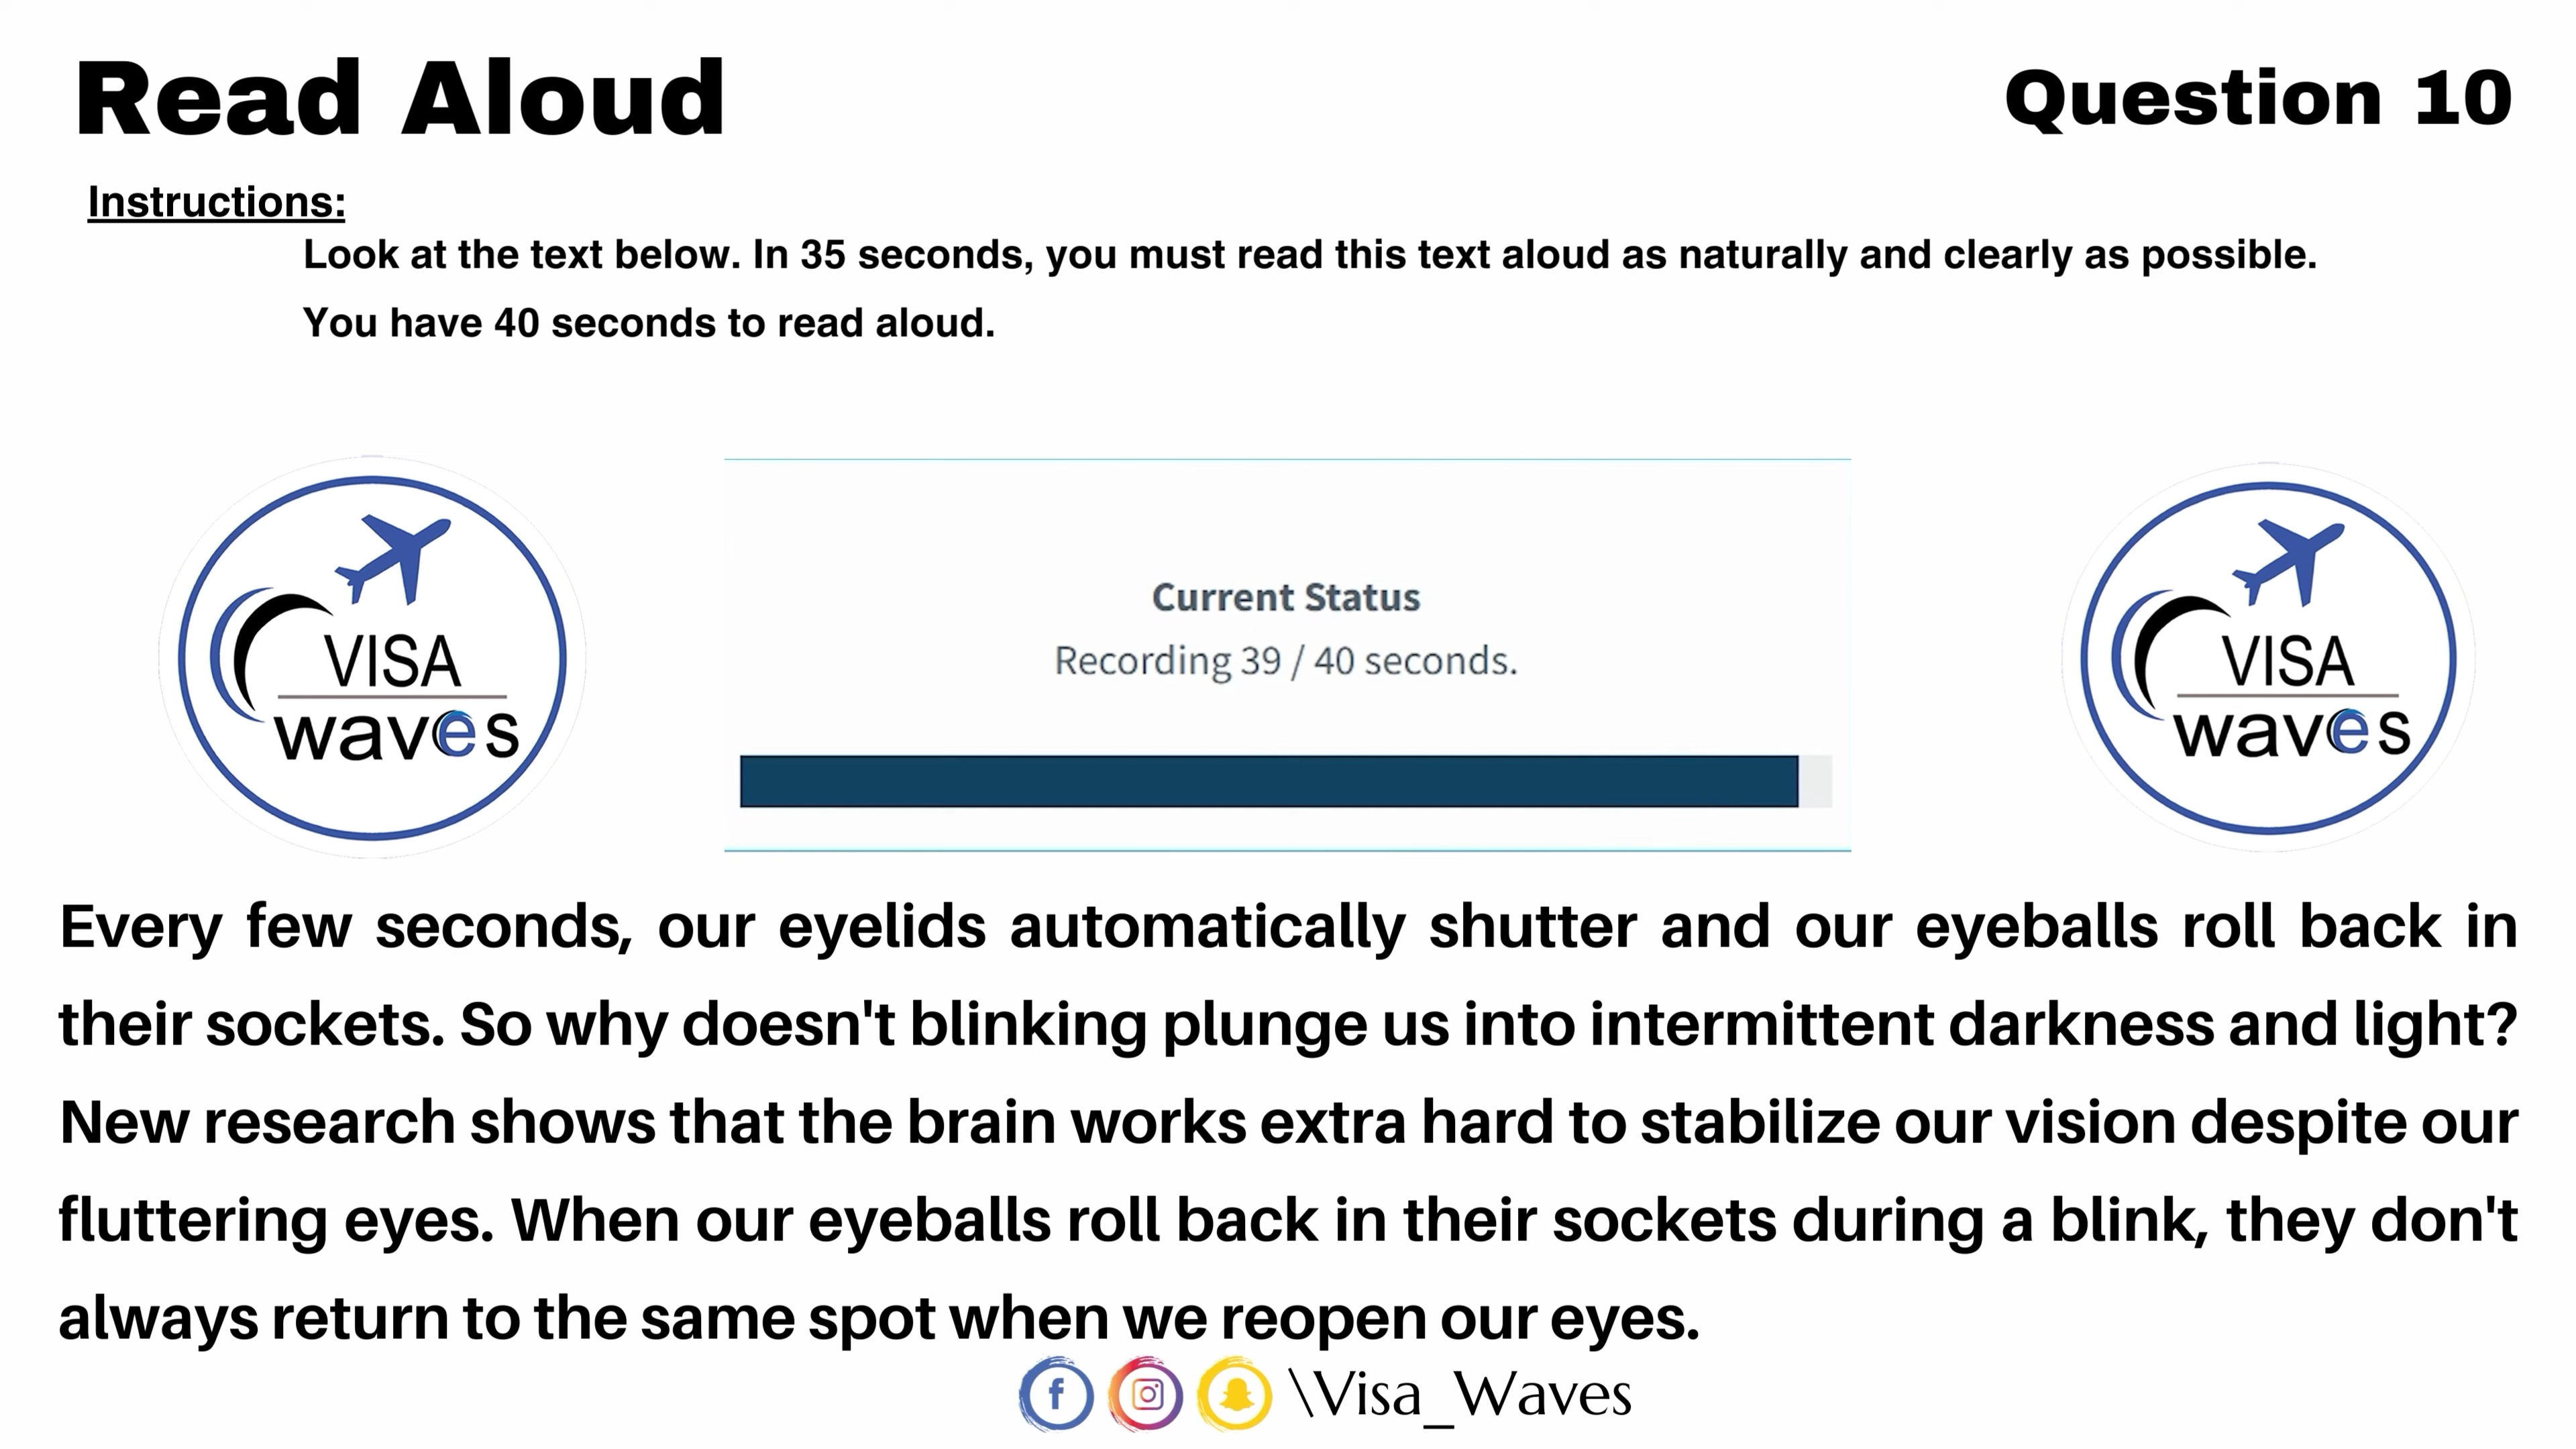 Read Aloud
Question 10
Instructions:
Look at the text below. In 35 seconds, you must read this text aloud as naturally and clearly as possible.
You have 40 seconds to read aloud.
VISA
waves
Current Status
Recording 39 / 40 seconds.
VISA
waves
Every few seconds, our eyelids automatically shutter and our eyeballs roll back in
their sockets. So why doesn't blinking plunge us into intermittent darkness and light?
New research shows that the brain works extra hard to stabilize our vision despite our
fluttering eyes. When our eyeballs roll back in their sockets during a blink, they don't
always return to the same spot when we reopen our eyes.
\Visa_Waves